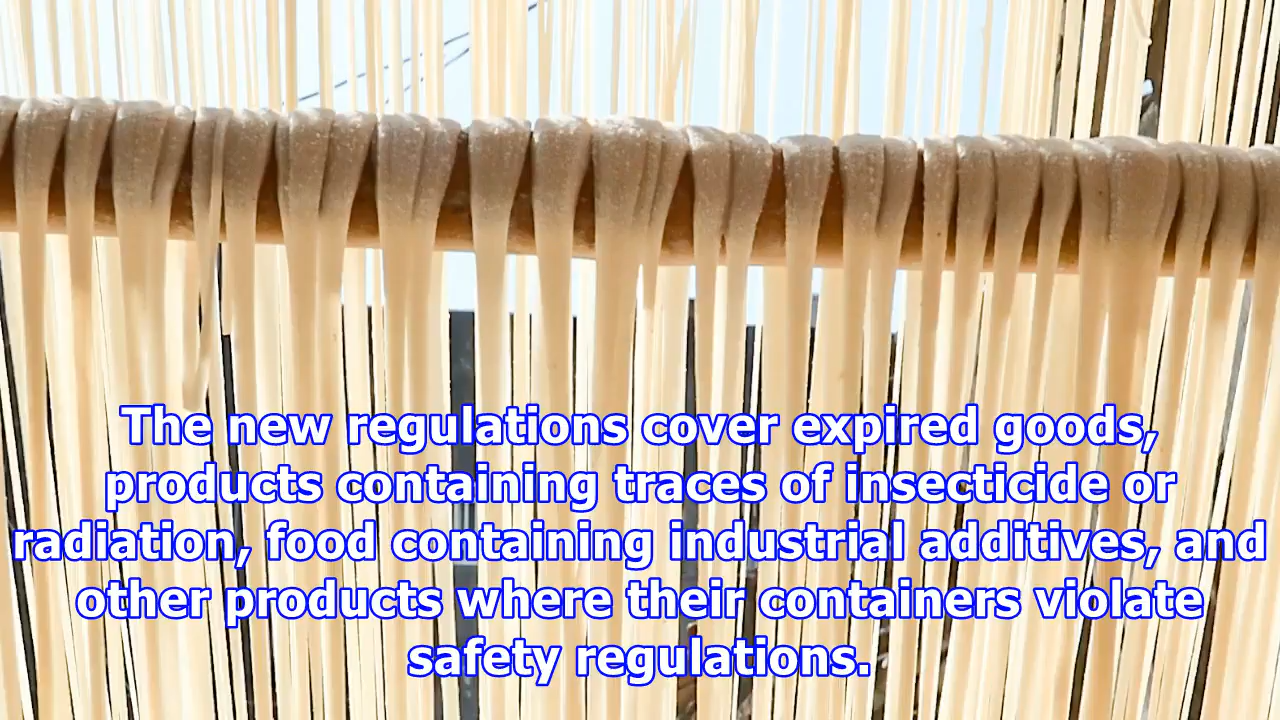 The new regulations cover expired goods,
products containing traces of insecticide or
radiation, food containing industrial additives, and
other products where their containers violate
safety regulations.